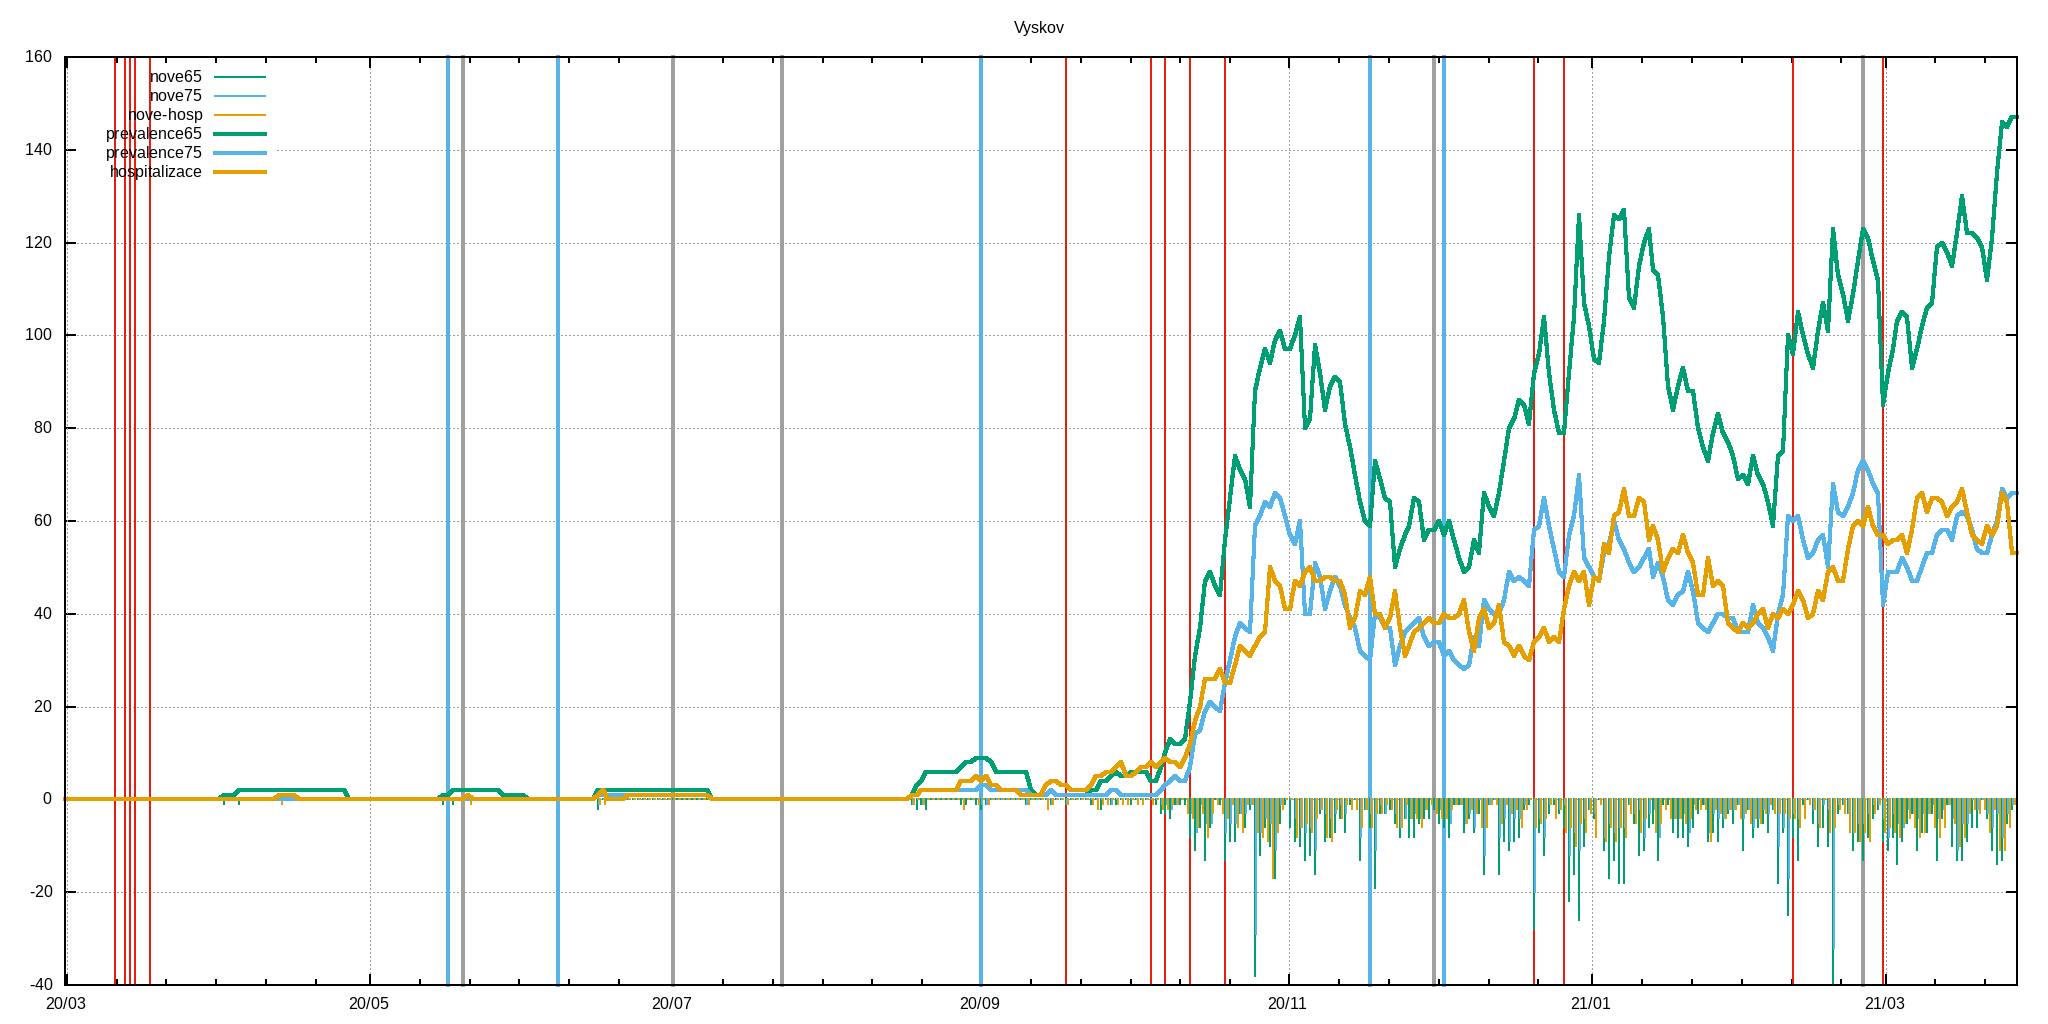 Vyskov
160
140
120
100
80
60
40
20
0
-20
-40
nove65
nove75
nove-hosp
prevalence65
prevalence75
hospitalizace
20/03 20/05 20/07 20/09 20/11 21/01 21/03